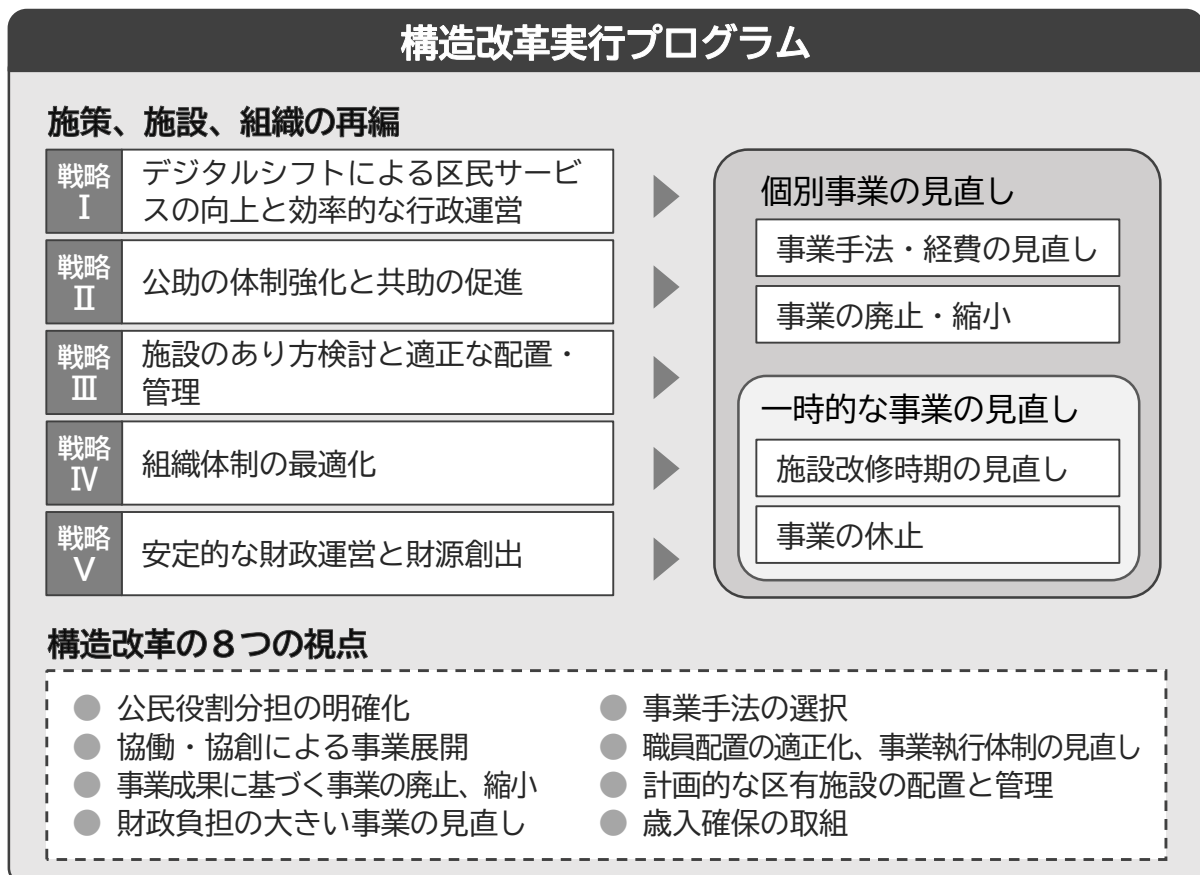 構造改革実行プログラム
施策、施設、組織の再編
戦略
Ⅰ
デジタルシフトによる区民サービ
スの向上と効率的な行政運営
戦略
Ⅱ
公助の体制強化と共助の促進
戦略
Ⅲ
施設のあり方検討と適正な配置・
管理
戦略
Ⅳ
組織体制の最適化
戦略
Ⅴ
安定的な財政運営と財源創出
個別事業の見直し
事業手法・経費の見直し
事業の廃止・縮小
一時的な事業の見直し
施設改修時期の見直し
事業の休止
構造改革の８つの視点
● 公民役割分担の明確化
● 協働・協創による事業展開
● 事業成果に基づく事業の廃止、縮小
● 財政負担の大きい事業の見直し
● 事業手法の選択
● 職員配置の適正化、事業執行体制の見直し
● 計画的な区有施設の配置と管理
● 歳入確保の取組